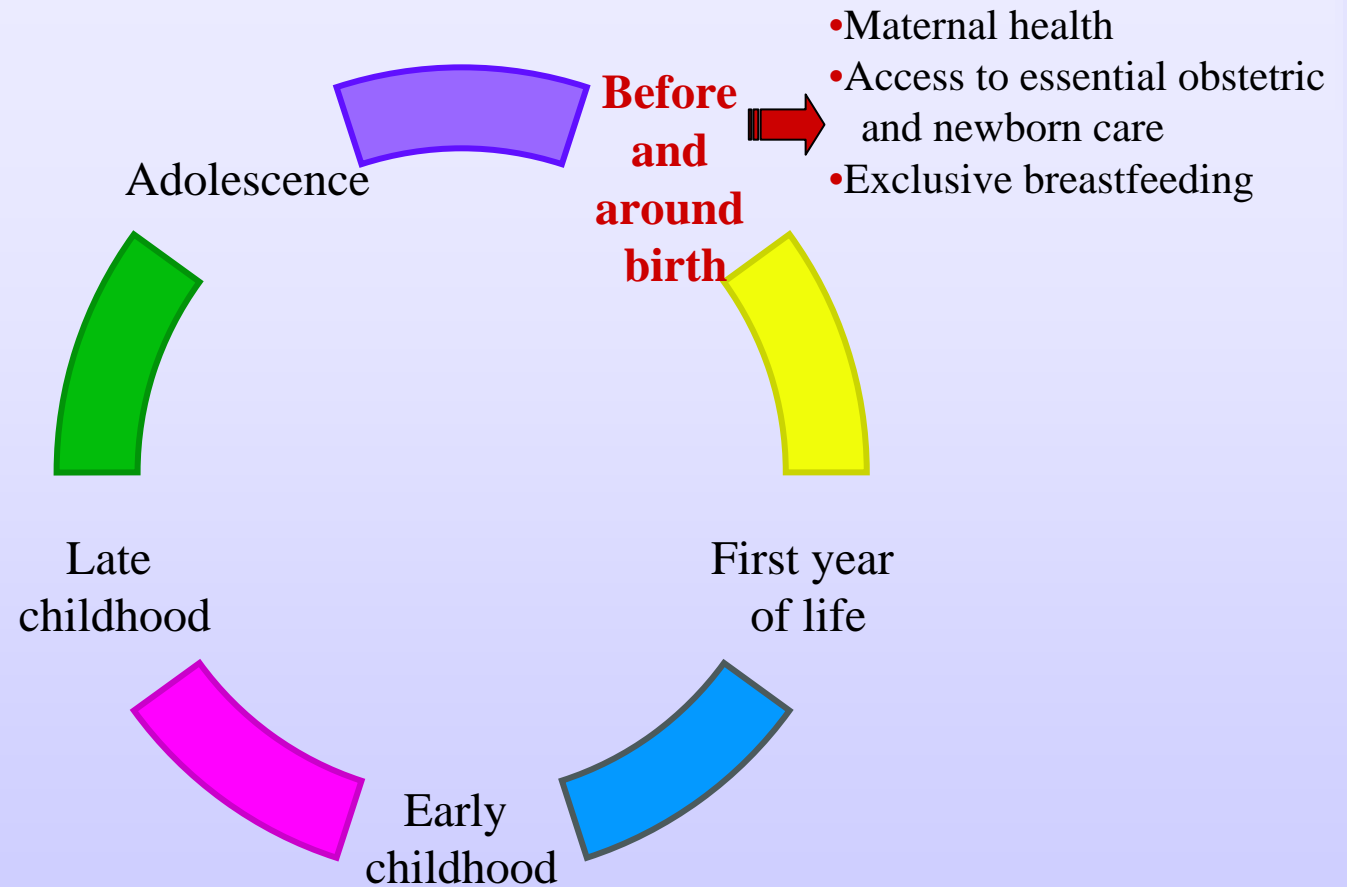 •Maternal health
•Access to essential obstetric
and newborn care
•Exclusive breastfeeding
Before
and
around
birth
Adolescence
Late
childhood
First year
of life
Early
childhood